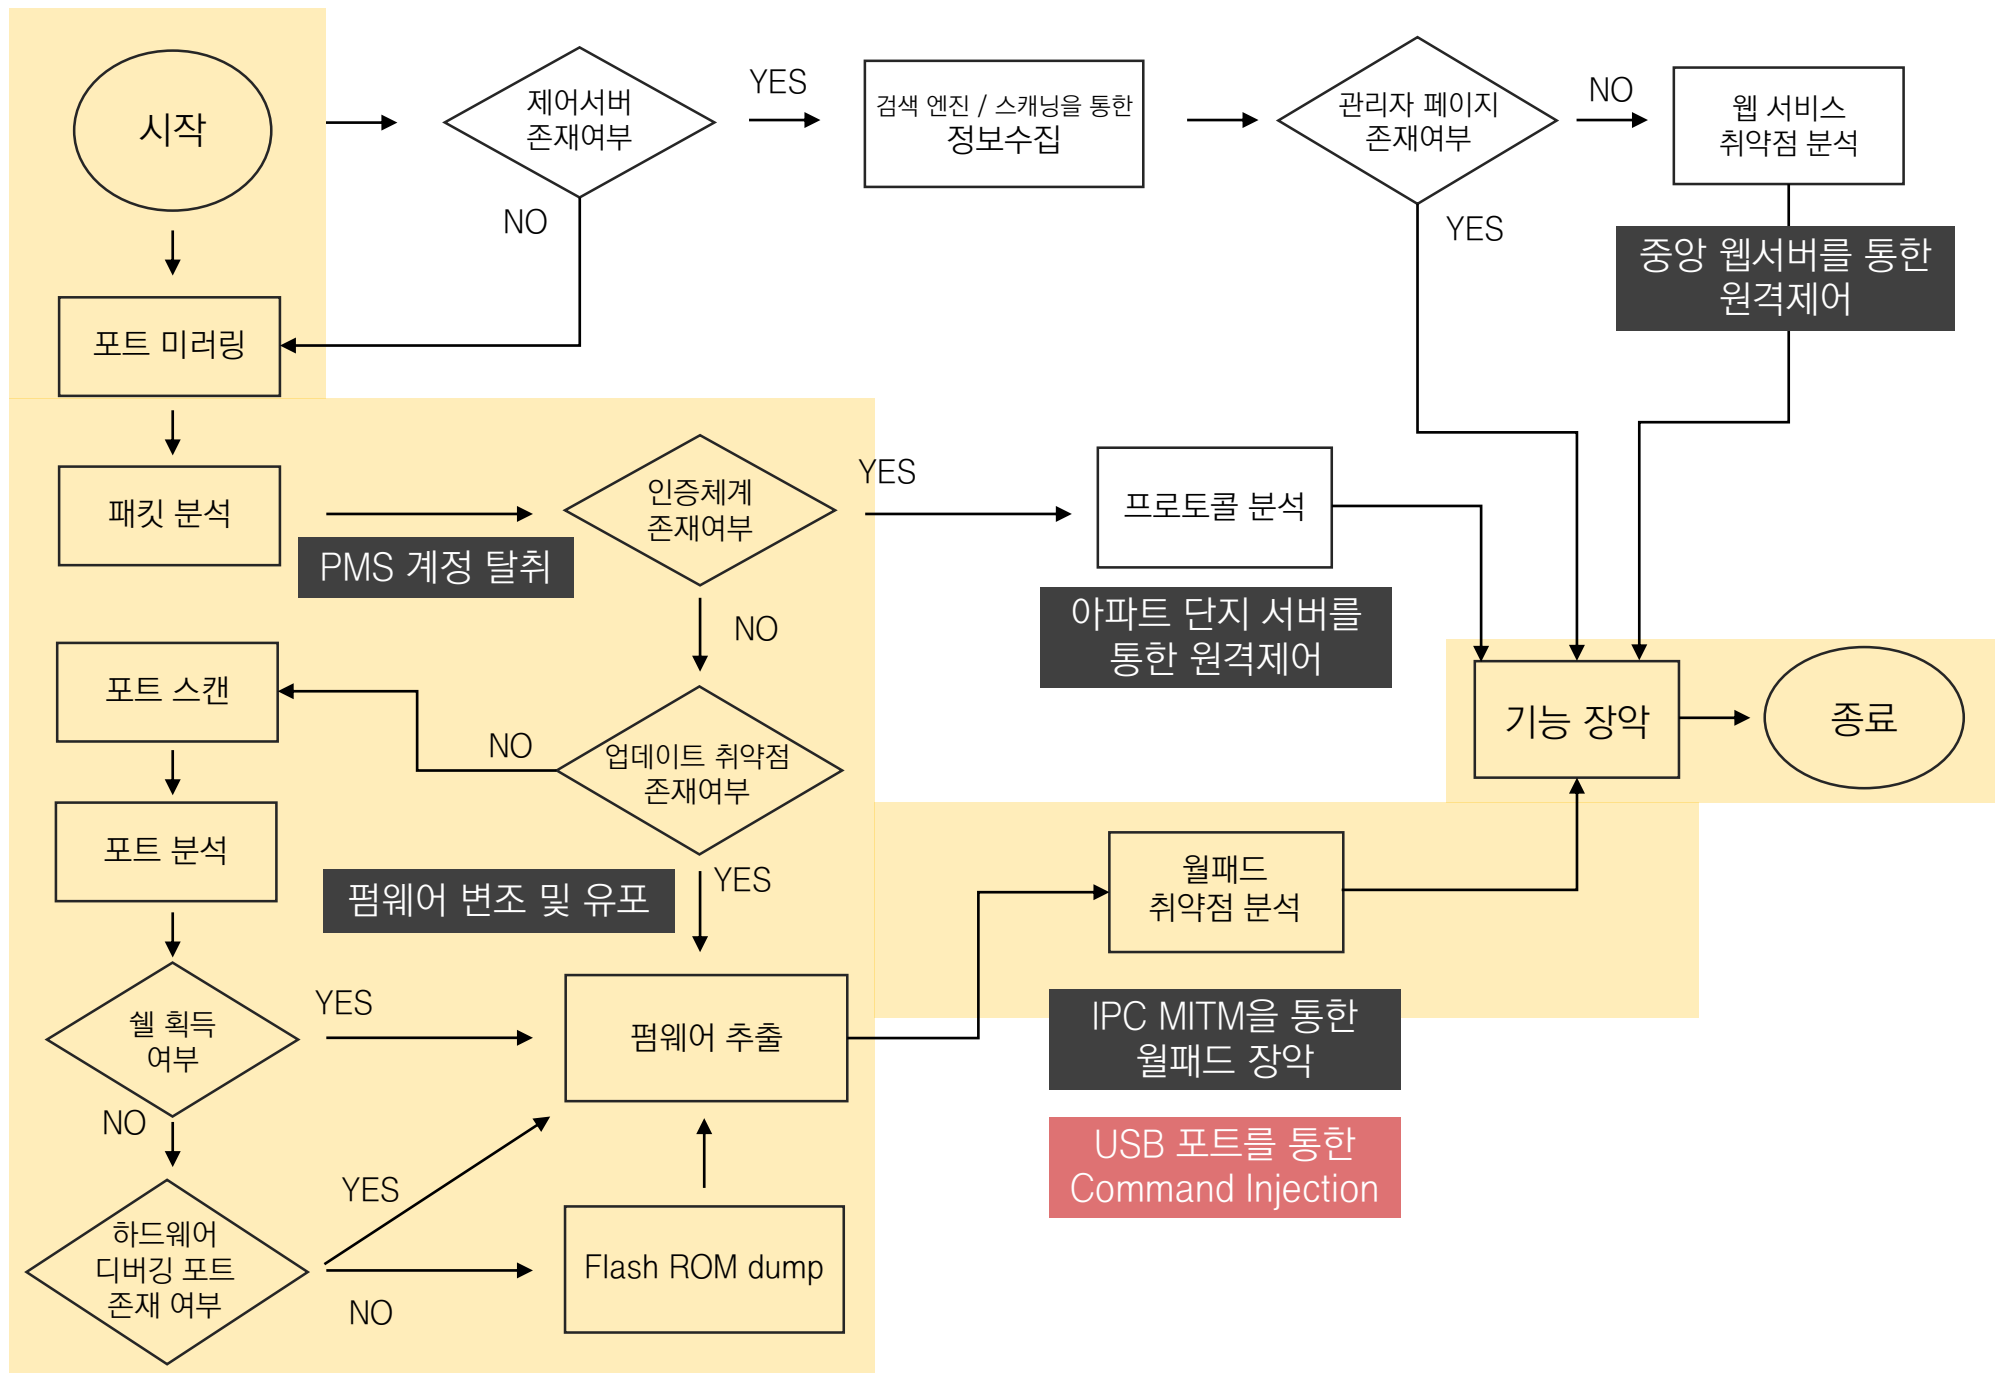 시작
제어서버
존재여부
YES
검색 엔진 / 스캐닝을 통한
정보수집
관리자 페이지
존재여부
NO
웹 서비스
취약점 분석
NO
YES
중앙 웹서버를 통한
원격제어
포트 미러링
패킷 분석
PMS 계정 탈취
인증체계
존재여부
YES
프로토콜 분석
아파트 단지 서버를
통한 원격제어
NO
포트 스캔
NO
업데이트 취약점
존재여부
기능 장악
종료
포트 분석
펌웨어 변조 및 유포
YES
월패드
취약점 분석
쉘 획득
여부
YES
펌웨어 추출
IPC MITM을 통한
월패드 장악
NO
USB 포트를 통한
Command Injection
YES
하드웨어
디버깅 포트
존재 여부
NO
Flash ROM dump